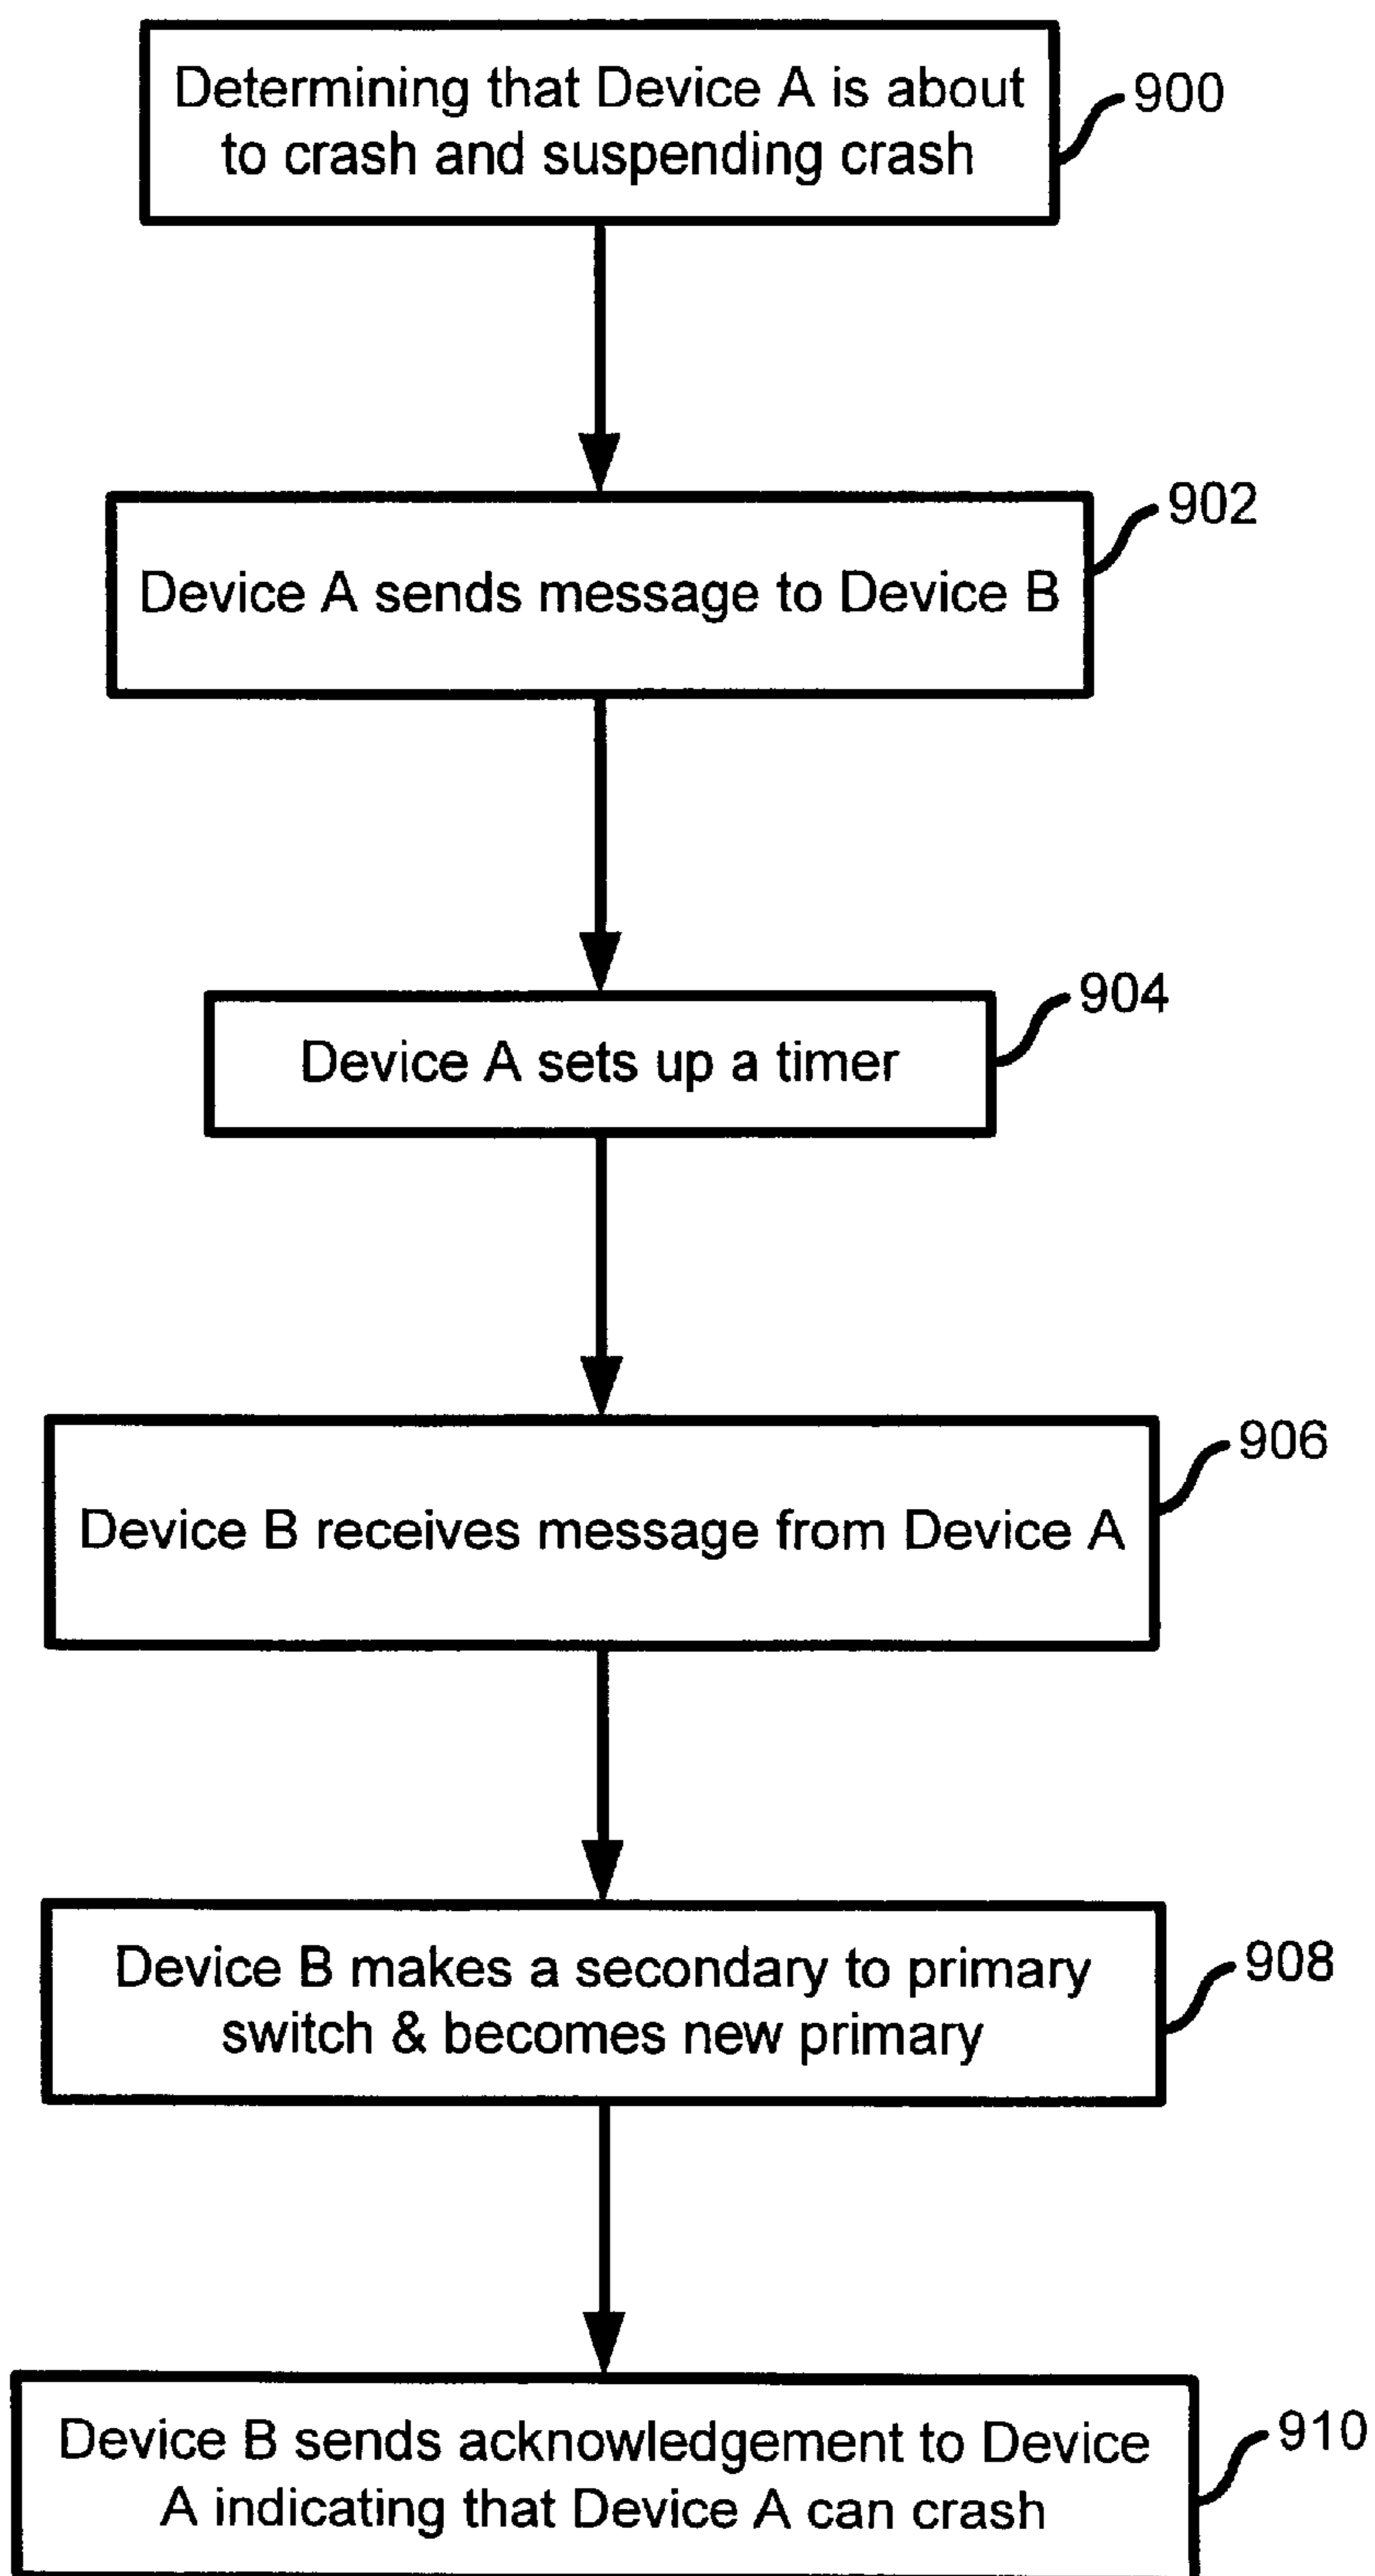 Determining that Device A is about
to crash and suspending crash
900
902
Device A sends message to Device B
904
Device A sets up a timer
906
Device B receives message from Device A
Device B makes a secondary to primary
switch & becomes new primary
908
Device B sends acknowledgement to Device
A indicating that Device A can crash
910